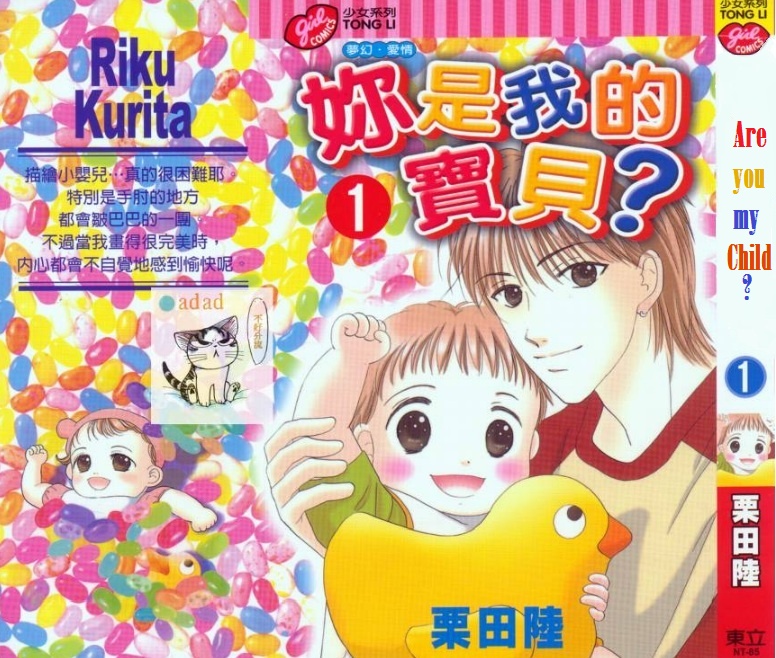 Riku
Kurita
描繪小嬰兒…真的很困難耶。
特別是手肘的地方
都會皺巴巴的一團。
不過當我畫得很完美時，
內心都會不自覺地感到愉快呢。
adad
girl
COMICS
少女系列
TONG LI
夢幻・愛情
妳是我的
寶貝?
1
栗田陸
少女系列
TONG LI
girl
COMICS
Are
you
my
Child
?
1
栗田陸
東立
NT-85